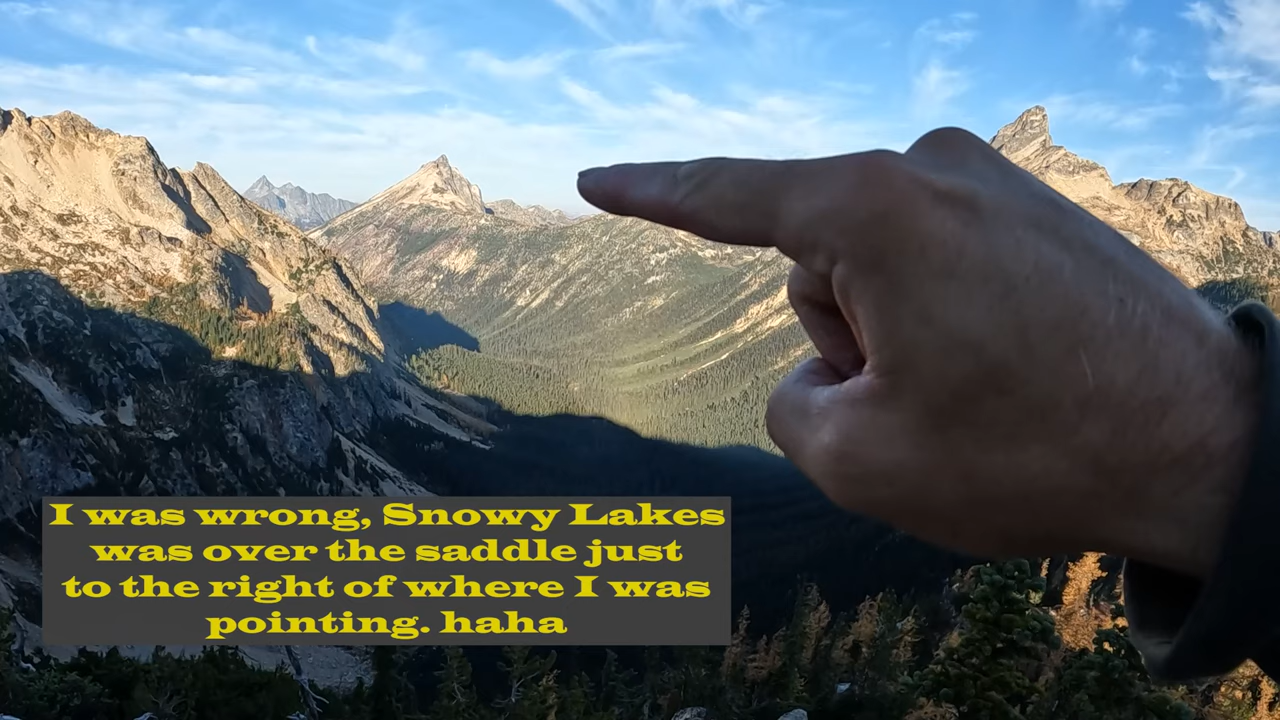 I was wrong, Snowy Lakes
was over the saddle just
to the right of where I was
pointing. haha